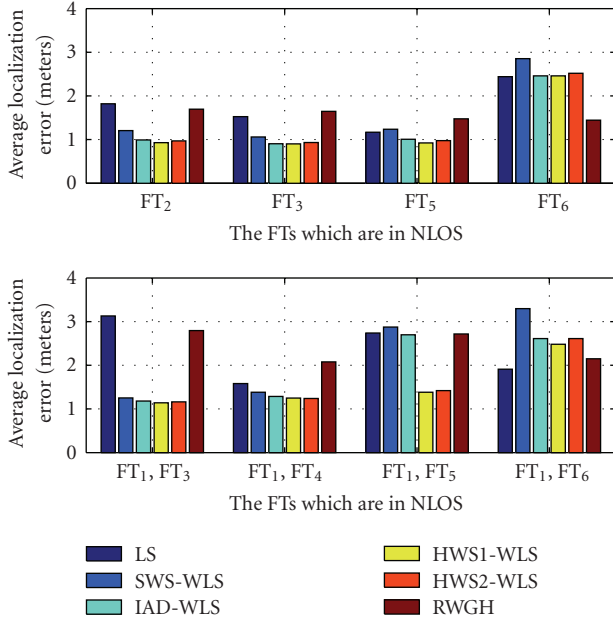 4
3
2
1
0
Average localization
error (meters)
FT₂ FT₃ FT₅ FT₆
The FTs which are in NLOS
4
3
2
1
0
Average localization
error (meters)
FT₁, FT₃ FT₁, FT₄ FT₁, FT₅ FT₁, FT₆
The FTs which are in NLOS
LS
SWS-WLS
IAD-WLS
HWS1-WLS
HWS2-WLS
RWGH